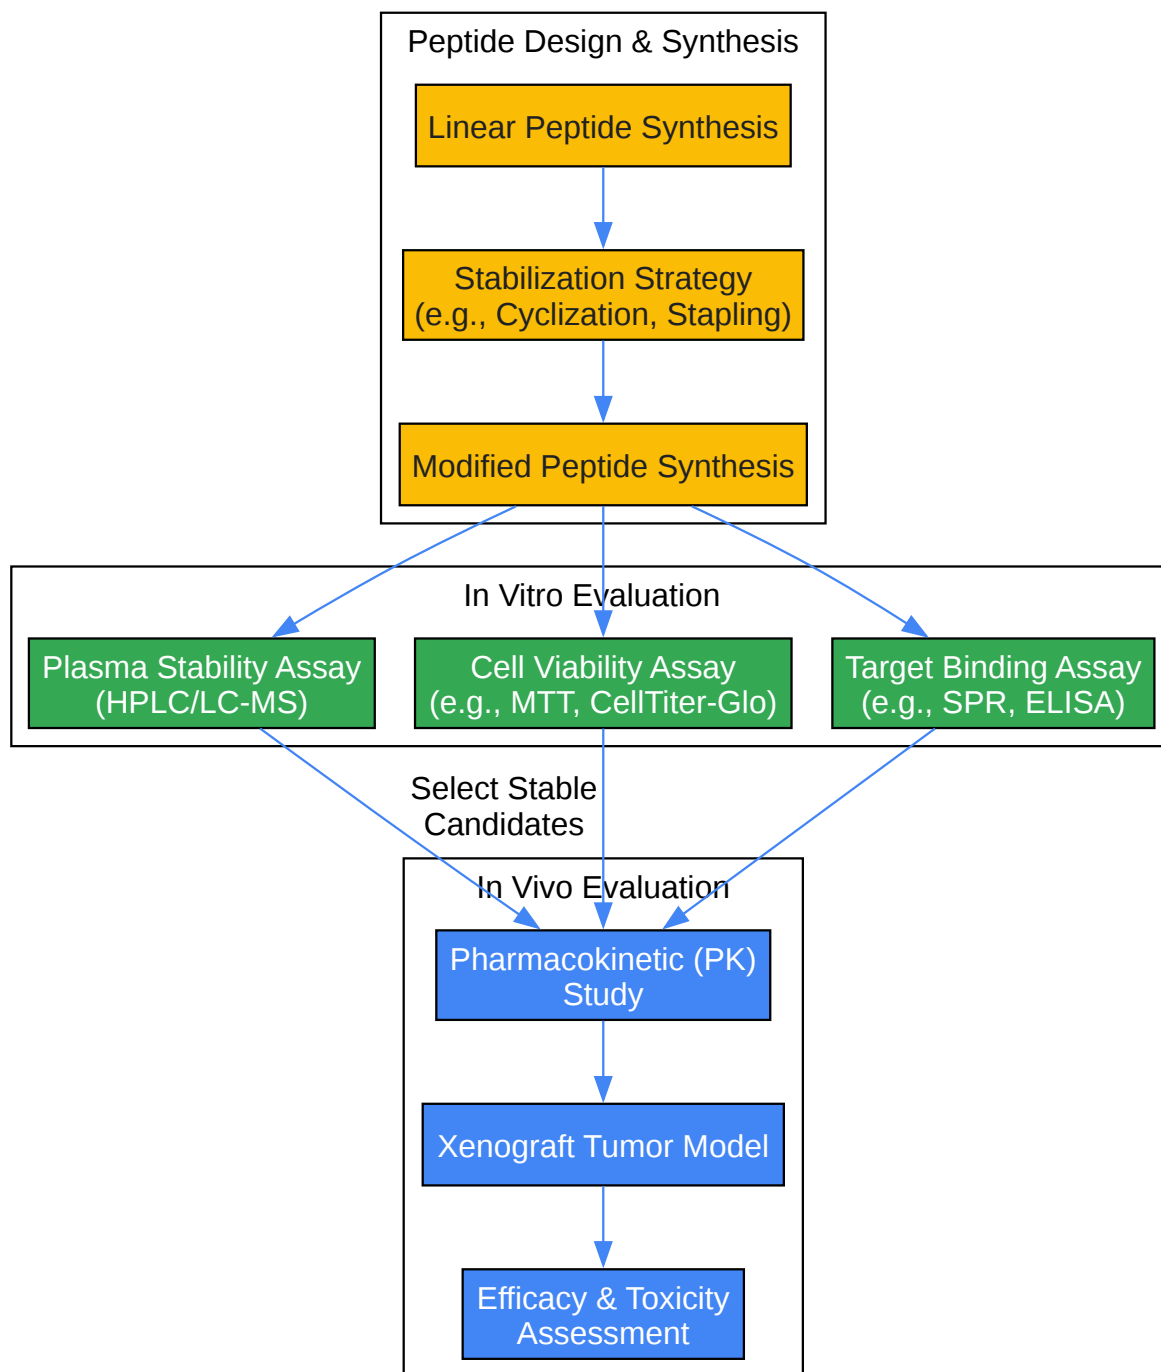 Peptide Design & Synthesis
Linear Peptide Synthesis
Stabilization Strategy
(e.g., Cyclization, Stapling)
Modified Peptide Synthesis
In Vitro Evaluation
Plasma Stability Assay
(HPLC/LC-MS)
Cell Viability Assay
(e.g., MTT, CellTiter-Glo)
Target Binding Assay
(e.g., SPR, ELISA)
Select Stable
Candidates
In Vivo Evaluation
Pharmacokinetic (PK)
Study
Xenograft Tumor Model
Efficacy & Toxicity
Assessment